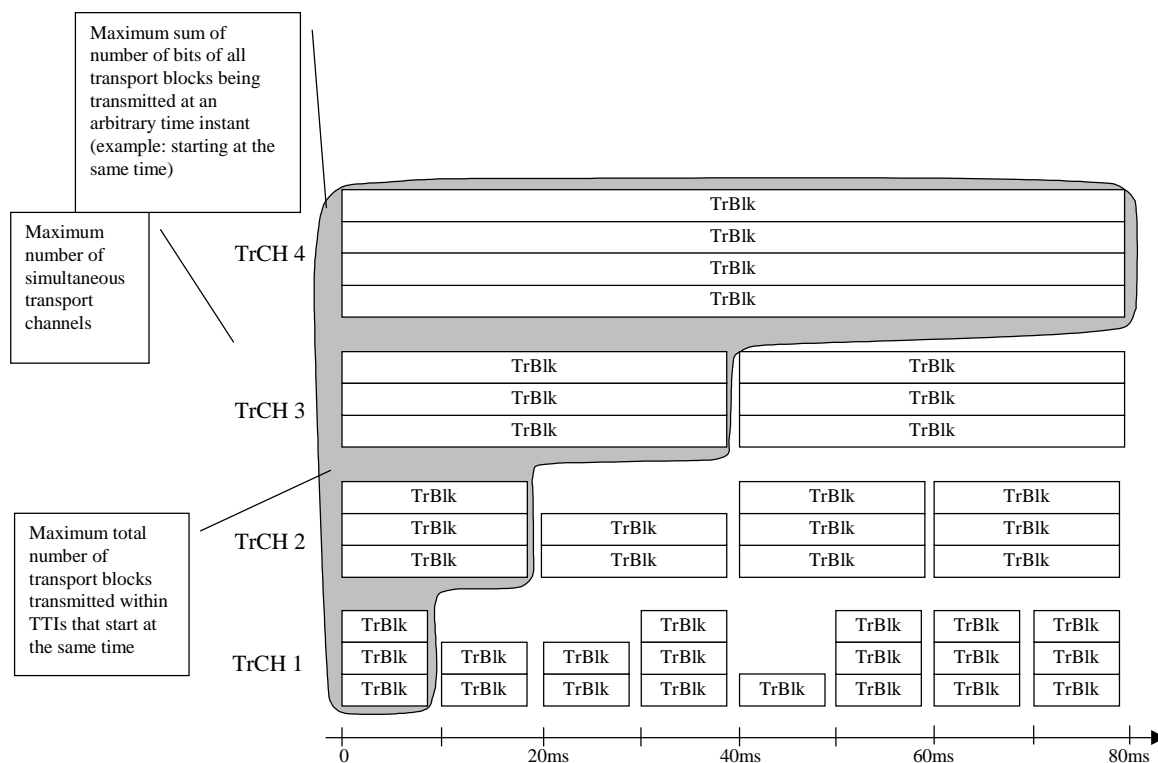 Maximum sum of
number of bits of all
transport blocks being
transmitted at an
arbitrary time instant
(example: starting at the
same time)
Maximum
number of
simultaneous
transport
channels
Maximum total
number of
transport blocks
transmitted within
TTIs that start at
the same time
TrCH 4
TrBlk
TrBlk
TrBlk
TrBlk
TrCH 3
TrBlk TrBlk
TrBlk TrBlk
TrBlk TrBlk
TrCH 2
TrBlk TrBlk TrBlk
TrBlk TrBlk TrBlk TrBlk
TrBlk TrBlk TrBlk TrBlk
TrCH 1
TrBlk TrBlk TrBlk TrBlk TrBlk
TrBlk TrBlk TrBlk TrBlk TrBlk TrBlk TrBlk
TrBlk TrBlk TrBlk TrBlk TrBlk TrBlk TrBlk TrBlk
0 20ms 40ms 60ms 80ms